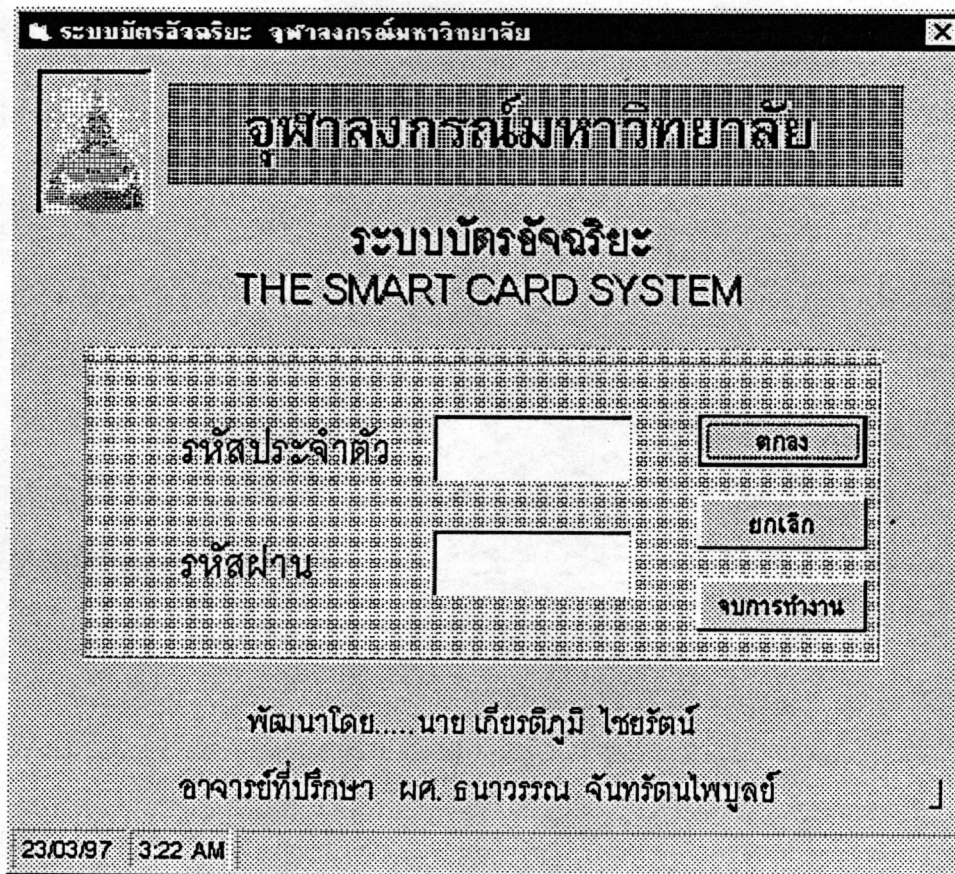 ระบบบัตรอัจฉริยะ จุฬาลงกรณ์มหาวิทยาลัย
จุฬาลงกรณ์มหาวิทยาลัย
ระบบบัตรอัจฉริยะ
THE SMART CARD SYSTEM
รหัสประจำตัว
ตกลง
ยกเลิก
รหัสผ่าน
จบการทำงาน
พัฒนาโดย.....นาย เกียรติภูมิ ไชยรัตน์
อาจารย์ที่ปรึกษา ผศ. ธนาวรรณ จันทรัตนไพบูลย์
23/03/97 3:22 AM